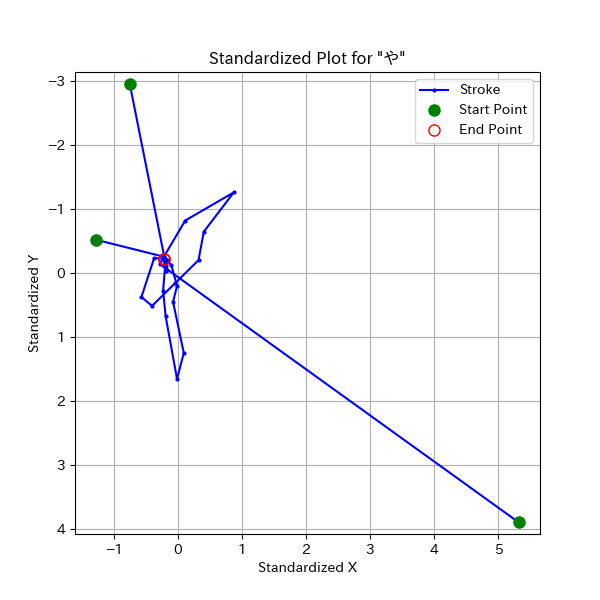 Standardized Plot for "や"
Stroke
Start Point
End Point
Standardized Y
−3
−2
−1
0
1
2
3
4
−1 0 1 2 3 4 5
Standardized X